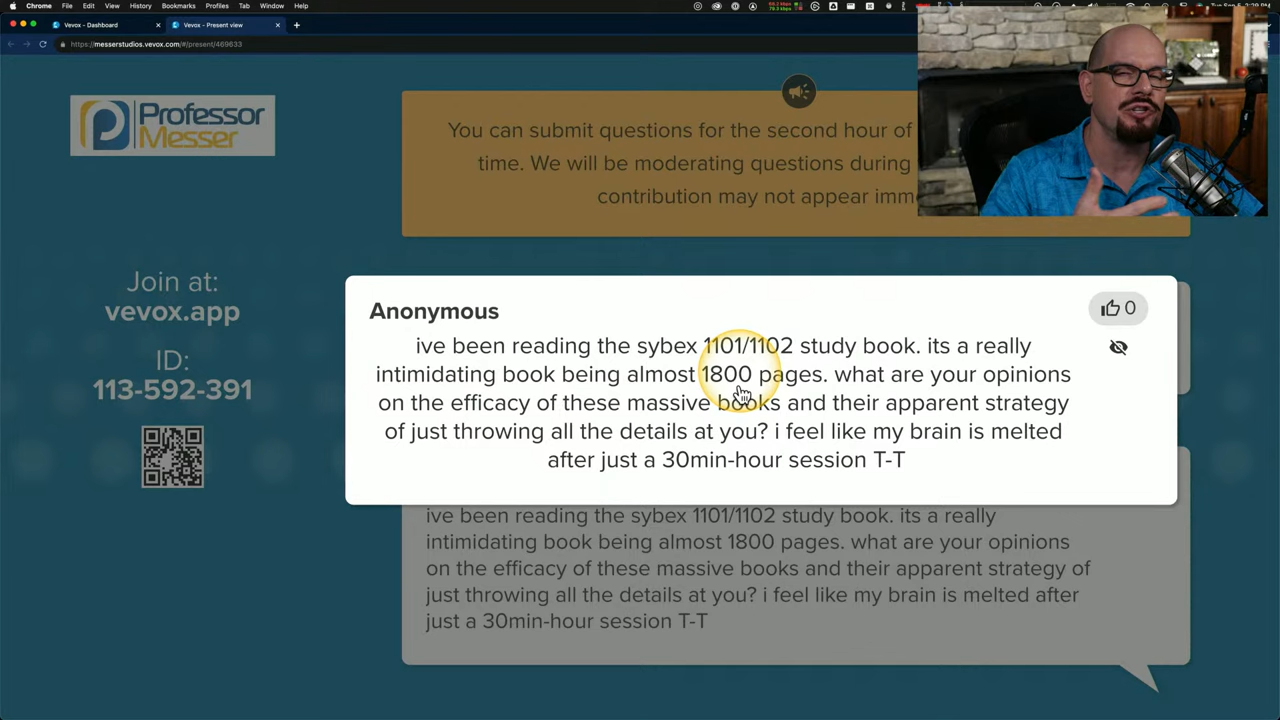 Chrome File Edit View History Bookmarks Profiles Tab Window Help
Vevox - Dashboard
Vevox - Present view
https://messerstudios.vevox.com/#/present/469633
Professor
Messer
You can submit questions for the second hour of
time. We will be moderating questions during
contribution may not appear imm
Join at:
vevox.app
ID:
113-592-391
Anonymous
0
ive been reading the sybex 1101/1102 study book. its a really
intimidating book being almost 1800 pages. what are your opinions
on the efficacy of these massive books and their apparent strategy
of just throwing all the details at you? i feel like my brain is melted
after just a 30min-hour session T-T
ive been reading the sybex 1101/1102 study book. its a really
intimidating book being almost 1800 pages. what are your opinions
on the efficacy of these massive books and their apparent strategy of
just throwing all the details at you? i feel like my brain is melted after
just a 30min-hour session T-T